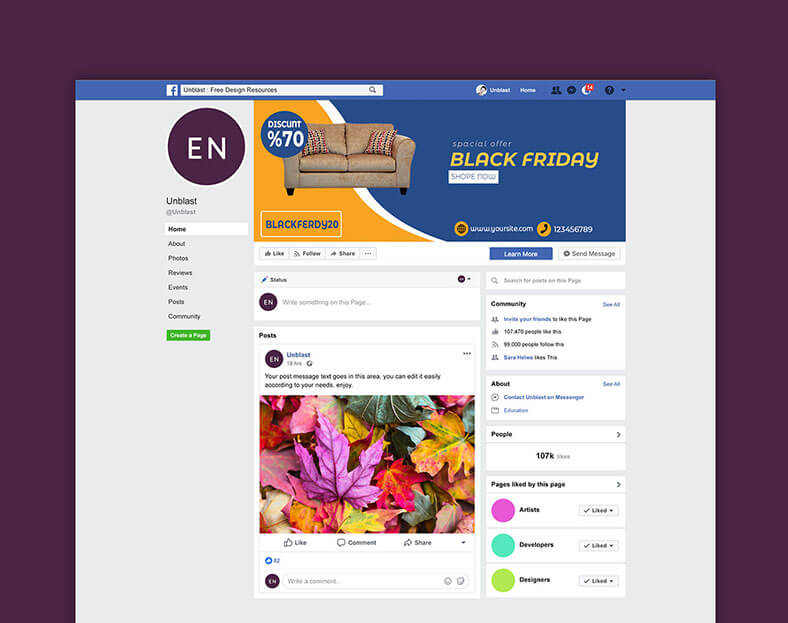 Unblast : Free Design Resources
Unblast
Home
14
EN
Unblast
@Unblast
Home
About
Photos
Reviews
Events
Posts
Community
Create a Page
DISCUNT
%70
BLACKFERDY20
spacial offer
BLACK FRIDAY
SHOPE NOW
www.yoursite.com
123456789
Like
Follow
Share
Learn More
Send Message
Status
EN
Write something on this Page...
Posts
EN
Unblast
18 hrs
Your post message text goes in this area, you can edit it easily
according to your needs, enjoy.
Like
Comment
Share
82
EN
Write a comment..
Search for posts on this Page
Community
See All
Invite your friends to like this Page
107.476 people like this
99.000 people follow this
Sara Helwe likes This
About
See All
Contact Unblast on Messenger
Education
People
107k likes
Pages liked by this page
Artists
Liked
Developers
Liked
Designers
Liked